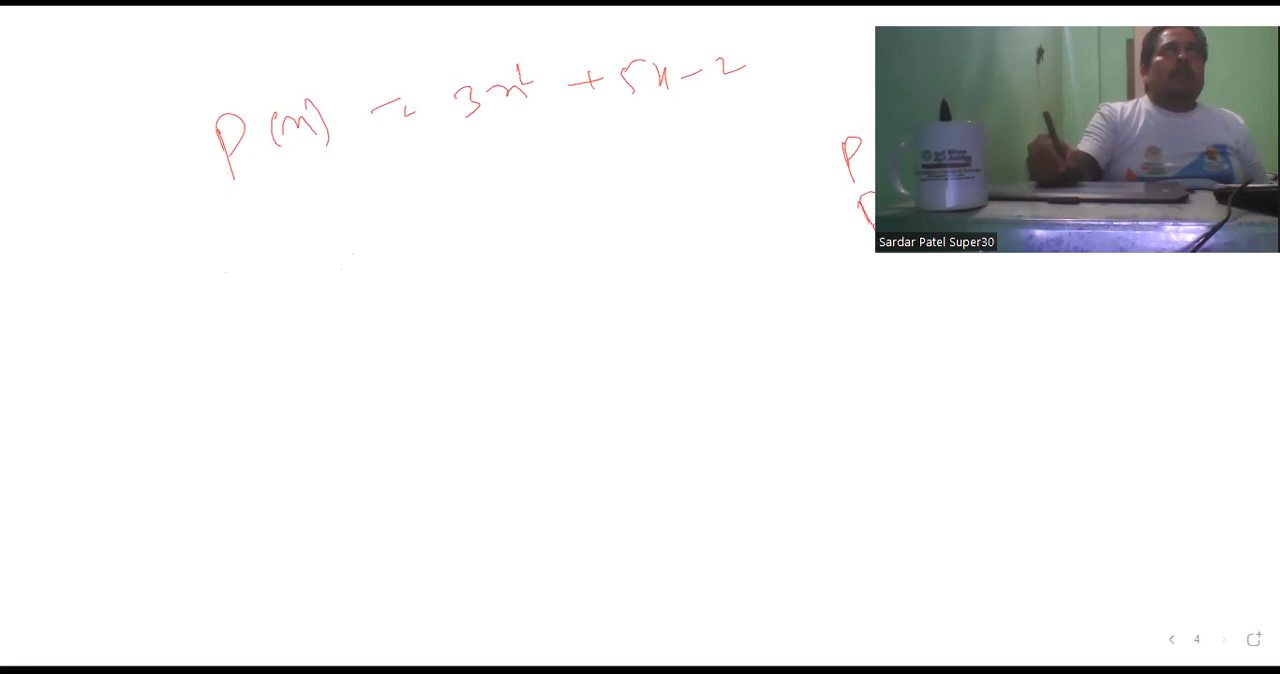 P(x) = 3x² + 5x - 2
P
Sardar Patel Super30
4